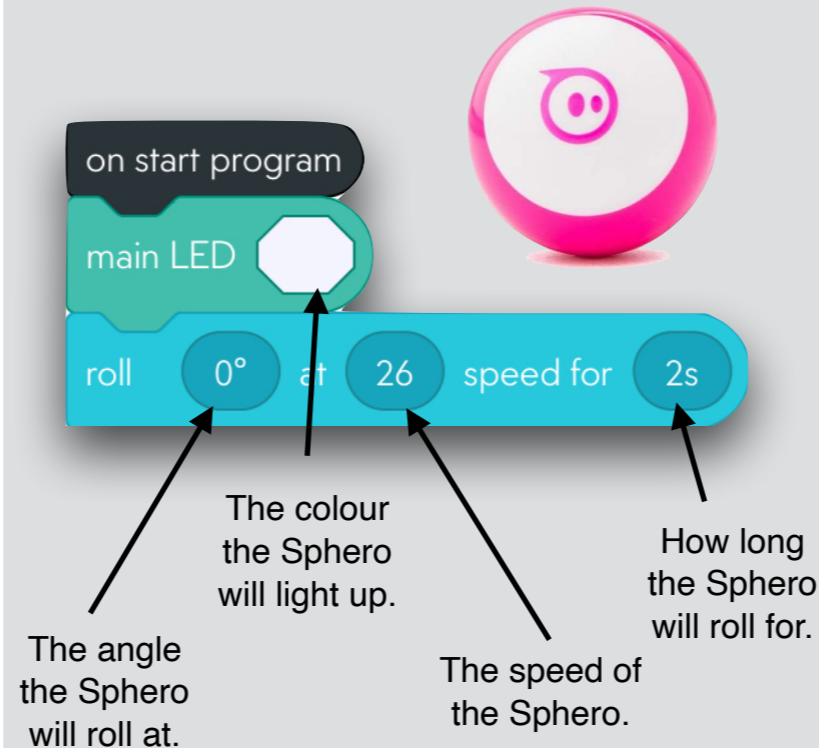 on start program
main LED
roll 0° at 26 speed for 2s
The colour
the Sphero
will light up.
How long
the Sphero
will roll for.
The angle
the Sphero
will roll at.
The speed of
the Sphero.